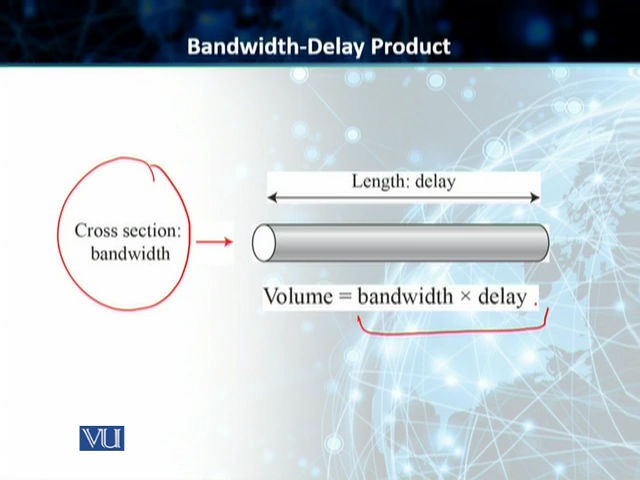 Bandwidth-Delay Product
Length: delay
Cross section:
bandwidth
Volume = bandwidth × delay .
VU